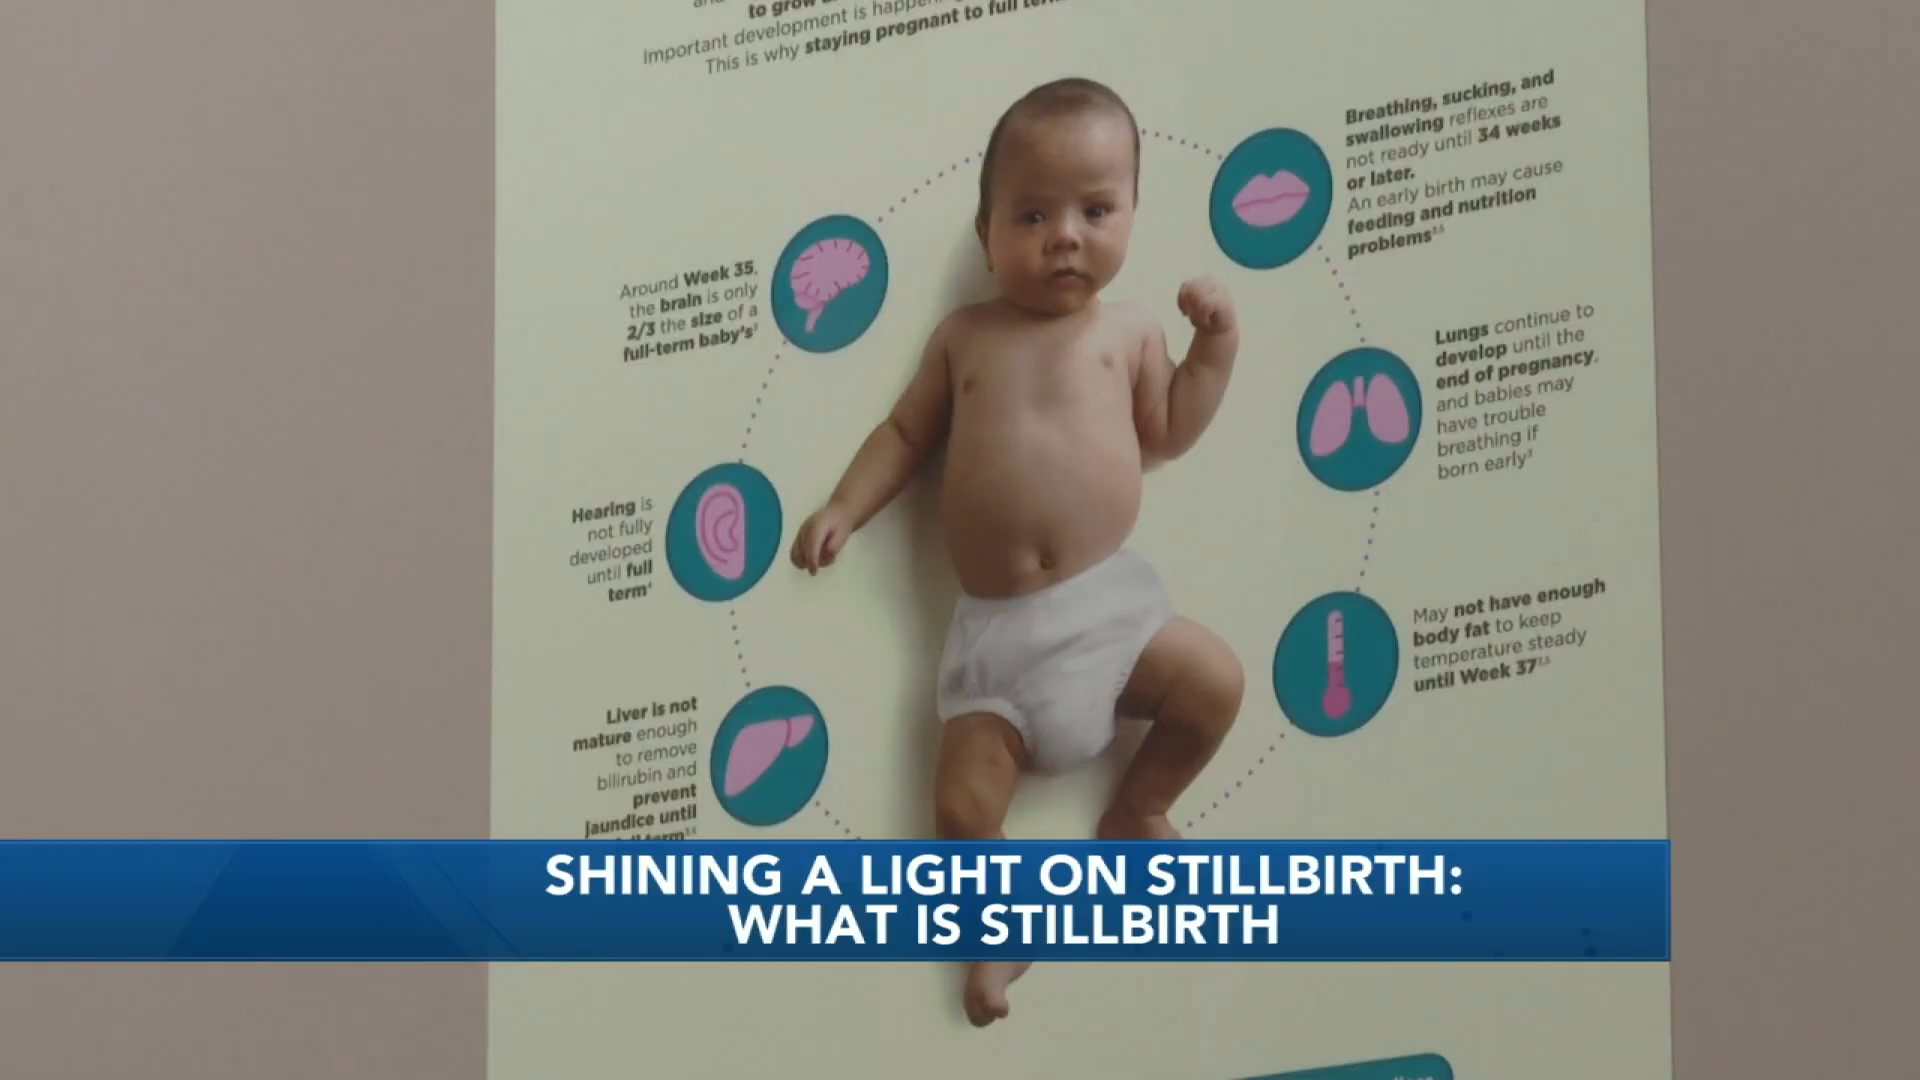 to grow
Important development is
This is why staying pregnant to full
Breathing, sucking, and
swallowing reflexes are
not ready until 34 weeks
or later.
An early birth may cause
feeding and nutrition
problems
Around Week 35,
the brain is only
2/3 the size of a
full-term baby's
Lungs continue to
develop until the
end of pregnancy,
and babies may
have trouble
breathing if
born early³
Hearing is
not fully
developed
until full
term⁴
May not have enough
body fat to keep
temperature steady
until Week 37
Liver is not
mature enough
to remove
bilirubin and
prevent
jaundice until
SHINING A LIGHT ON STILLBIRTH:
WHAT IS STILLBIRTH